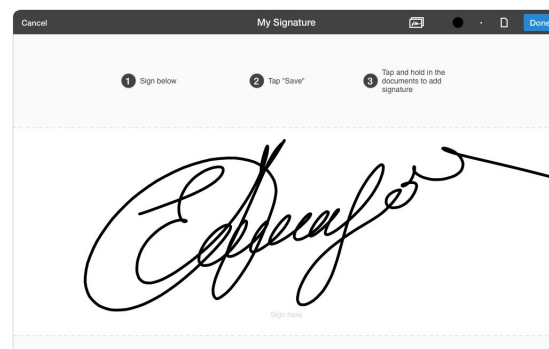 Cancel My Signature Done
1 Sign below 2 Tap "Save" 3 Tap and hold in the
documents to add
signature
Sign here